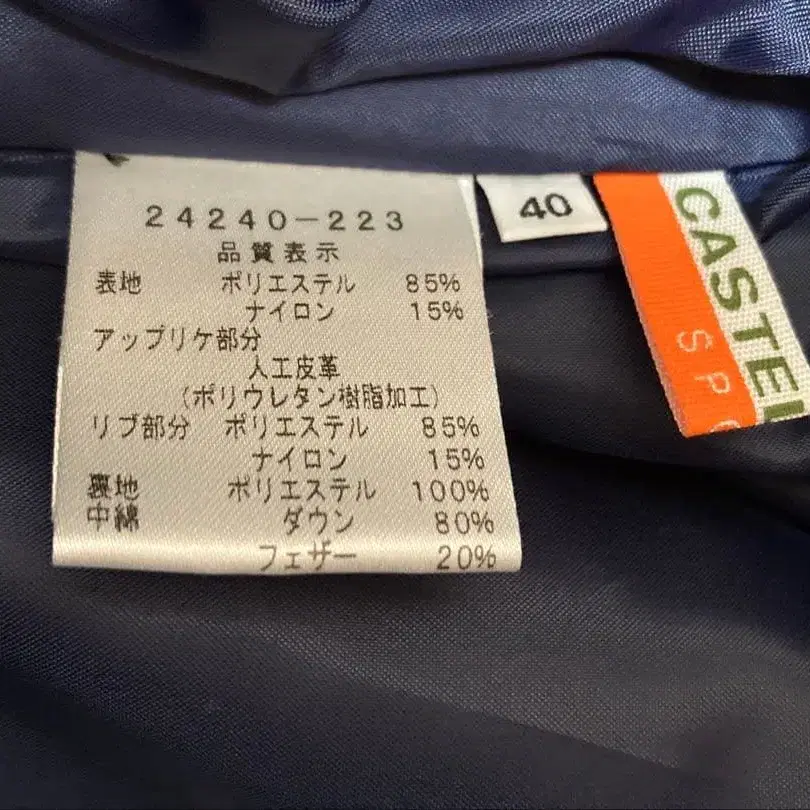 24240-223
品質表示
表地 ポリエステル 85%
ナイロン 15%
アップリケ部分
人工皮革
(ポリウレタン樹脂加工)
リブ部分 ポリエステル 85%
ナイロン 15%
裏地 ポリエステル 100%
中綿 ダウン 80%
フェザー 20%
40
CASTEL
SPO